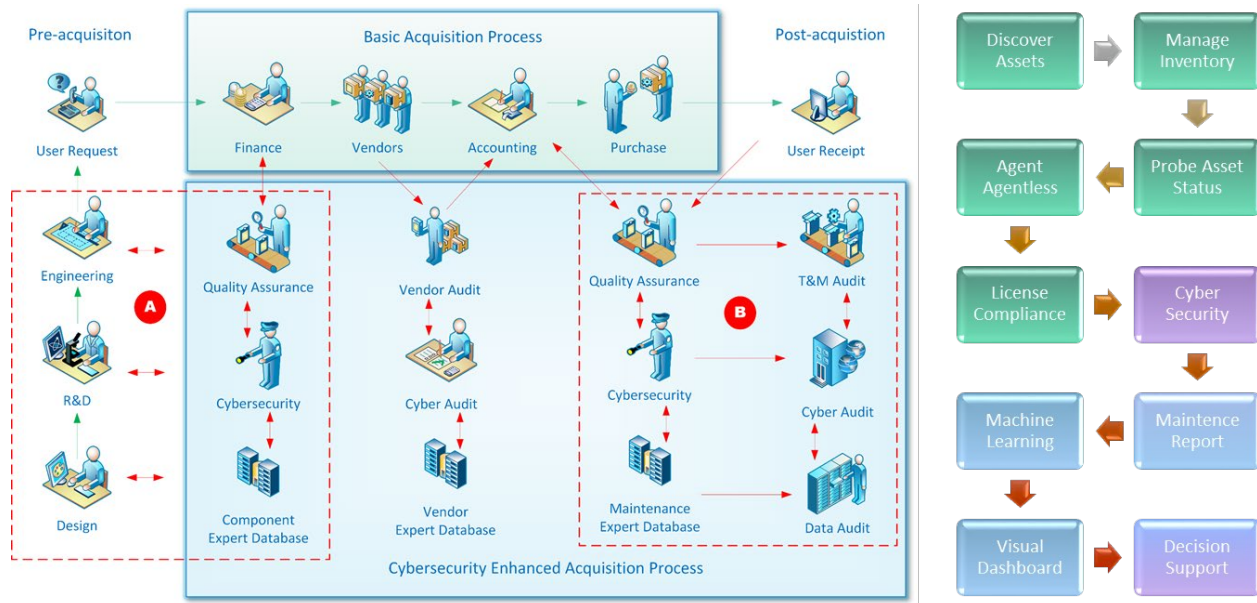 Pre-acquisiton
Basic Acquisition Process
Post-acquistion
User Request
Finance
Vendors
Accounting
Purchase
User Receipt
Engineering
Quality Assurance
Vendor Audit
Quality Assurance
T&M Audit
A
B
R&D
Cybersecurity
Cyber Audit
Cybersecurity
Cyber Audit
Design
Component
Expert Database
Vendor
Expert Database
Maintenance
Expert Database
Data Audit
Cybersecurity Enhanced Acquisition Process
Discover
Assets
Manage
Inventory
Agent
Agentless
Probe Asset
Status
License
Compliance
Cyber
Security
Machine
Learning
Maintence
Report
Visual
Dashboard
Decision
Support